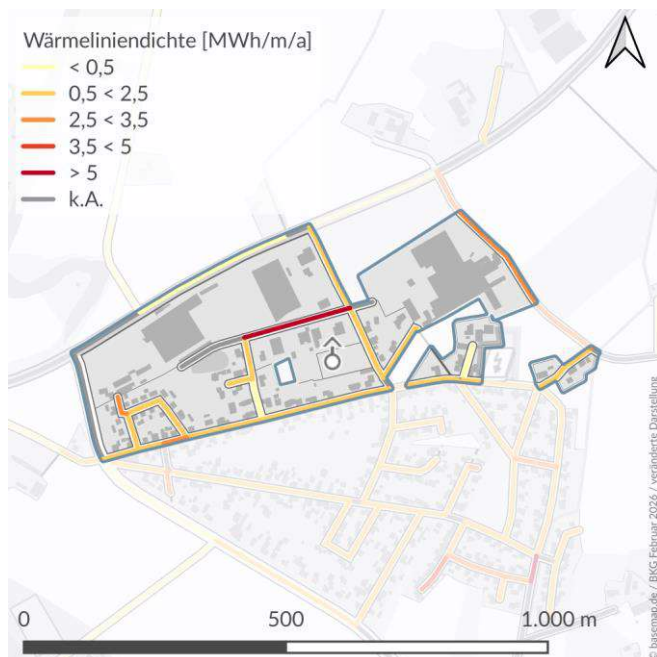 Wärmeliniendichte [MWh/m/a]
< 0,5
0,5 < 2,5
2,5 < 3,5
3,5 < 5
> 5
k.A.
0 500 1.000 m
© basemap.de / BKG Februar 2026 / veränderte Darstellung